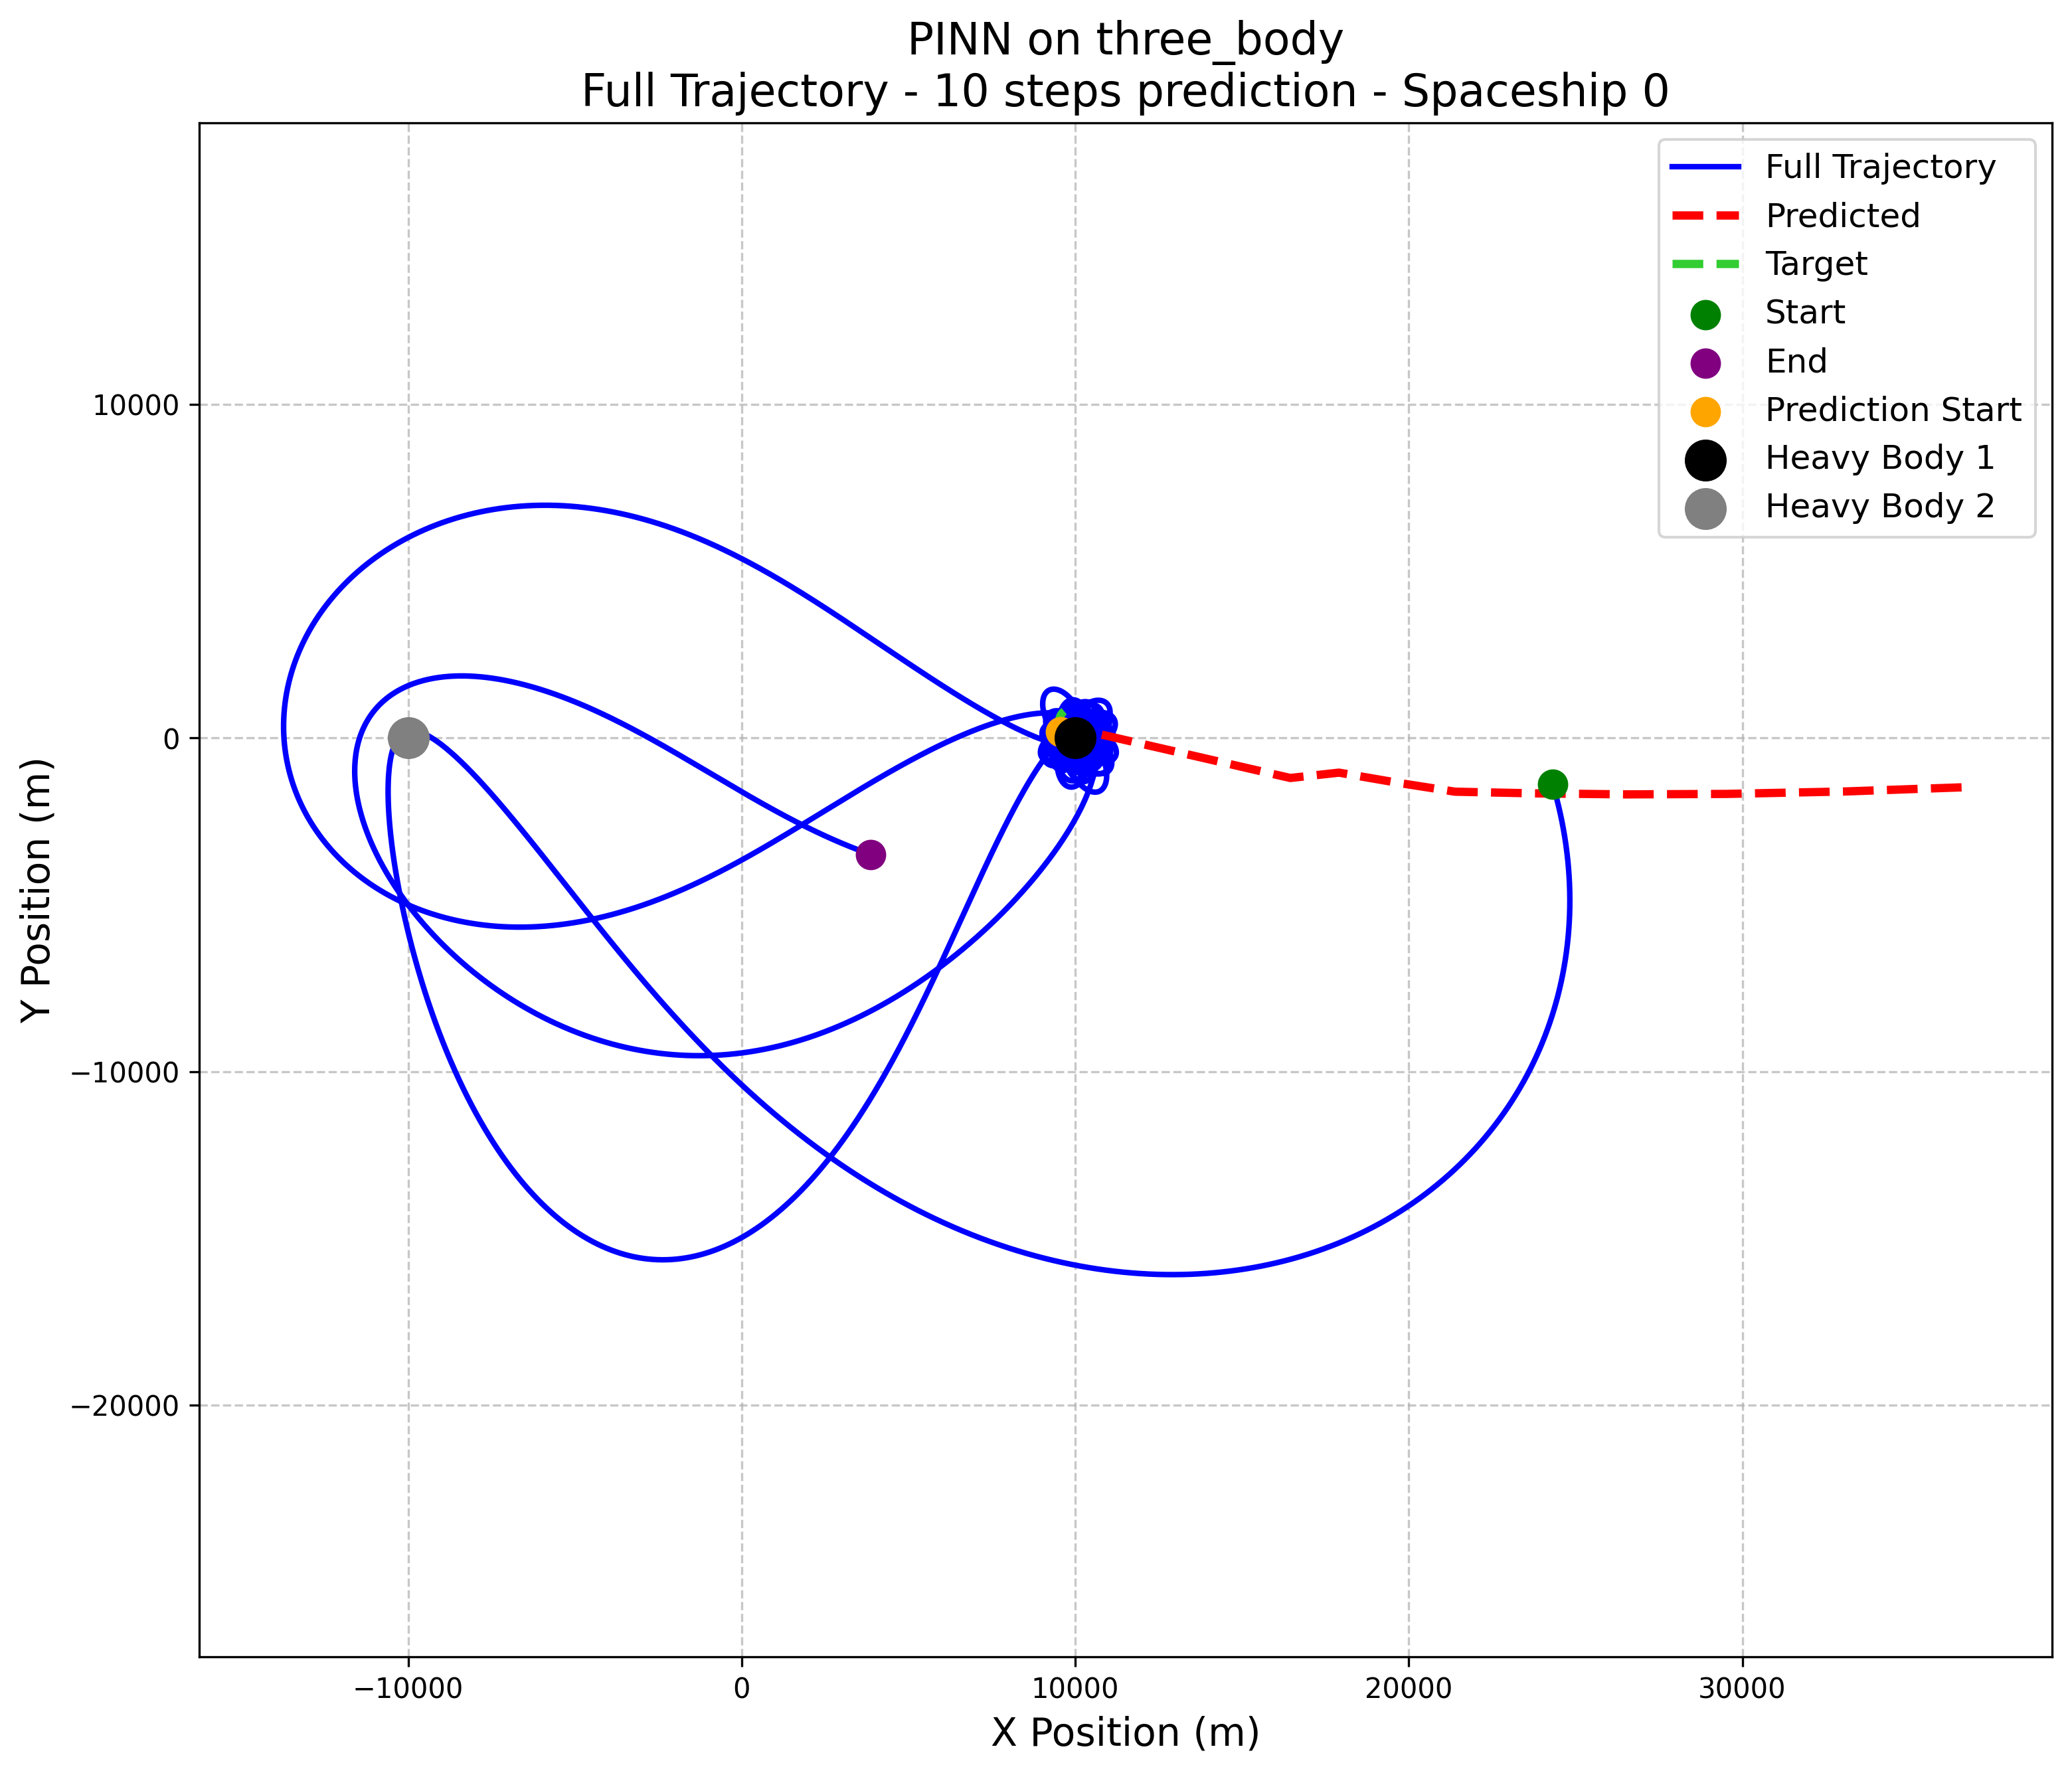 PINN on three_body
Full Trajectory - 10 steps prediction - Spaceship 0
Full Trajectory
Predicted
Target
Start
End
Prediction Start
Heavy Body 1
Heavy Body 2
10000
0
−10000
−20000
Y Position (m)
−10000
0
10000
20000
30000
X Position (m)